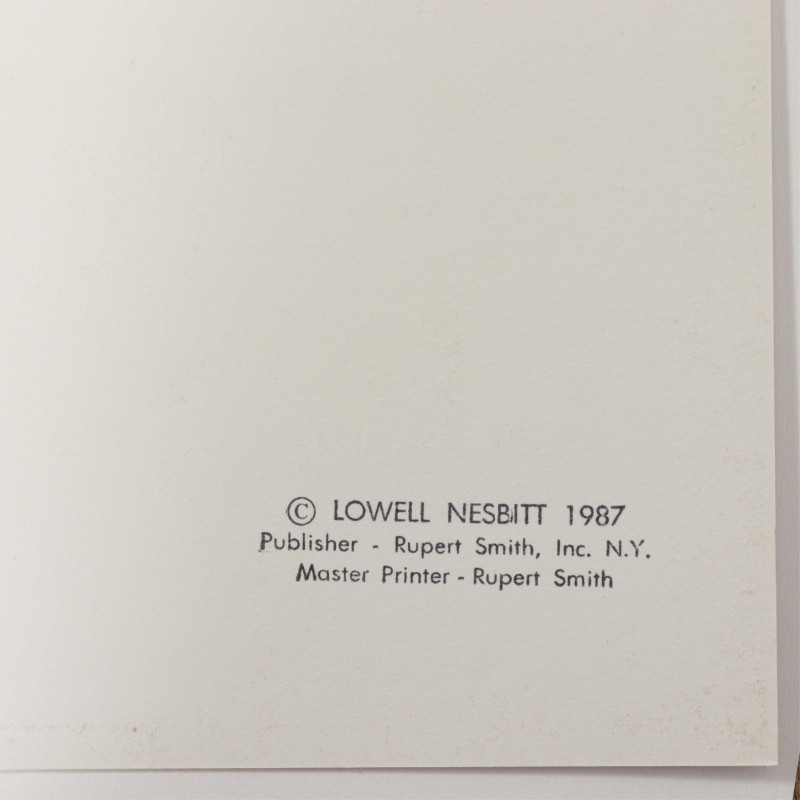 © LOWELL NESBITT 1987
Publisher - Rupert Smith, Inc. N.Y.
Master Printer - Rupert Smith